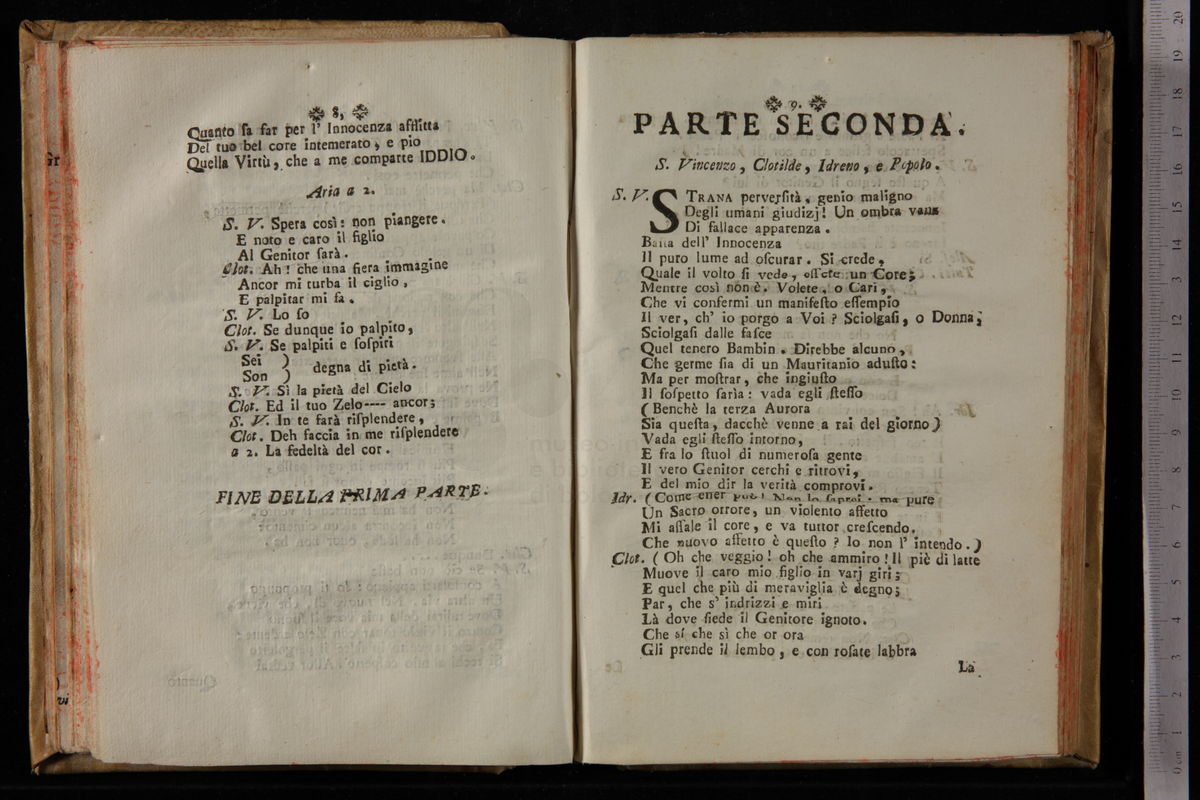 8,
Quanto sa far per l' Innocenza afflitta
Del tuo bel core intemerato, e pio
Quella Virtù, che a me comparte IDDIO.
Aria a 2.
S. V. Spera così: non piangere.
E noto e caro il figlio
Al Genitor sarà.
Clot. Ah! che una fiera immagine
Ancor mi turba il ciglio,
E palpitar mi fa.
S. V. Lo so
Clot. Se dunque io palpito,
S. V. Se palpiti e sospiri
Sei )
Son ) degna di pietà.
S. V. Sì la pietà del Cielo
Clot. Ed il tuo Zelo---- ancor;
S. V. In te farà risplendere,
Clot. Deh faccia in me risplendere
a 2. La fedeltà del cor.
FINE DELLA PRIMA PARTE.
9.
PARTE SECONDA.
S. Vincenzo, Clotilde, Idreno, e Popolo.
S. V. STRANA perversità, genio maligno
Degli umani giudizj! Un ombra vana
Di fallace apparenza.
Basta dell' Innocenza
Il puro lume ad oscurar. Si crede,
Quale il volto si vede, essere un Core;
Mentre così non è. Volete, o Cari,
Che vi confermi un manifesto essempio
Il ver, ch' io porgo a Voi? Sciolgasi, o Donna,
Sciolgasi dalle fasce
Quel tenero Bambin. Direbbe alcuno,
Che germe sia di un Mauritanio adusto:
Ma per mostrar, che ingiusto
Il sospetto sarìa: vada egli stesso
(Benchè la terza Aurora
Sia questa, dacchè venne a rai del giorno)
Vada egli stesso intorno,
E fra lo stuol di numerosa gente
Il vero Genitor cerchi e ritrovi,
E del mio dir la verità comprovi.
Idr. (Come esser può! Non lo saprei: ma pure
Un Sacro orrore, un violento affetto
Mi assale il core, e va tuttor crescendo.
Che nuovo affetto è questo? Io non l' intendo.)
Clot. (Oh che veggio! oh che ammiro! Il piè di latte
Muove il caro mio figlio in varj giri;
E quel che più di meraviglia è degno;
Par, che s' indrizzi e miri
Là dove siede il Genitore ignoto.
Che sí che sì che or ora
Gli prende il lembo, e con rosate labbra
La
vi